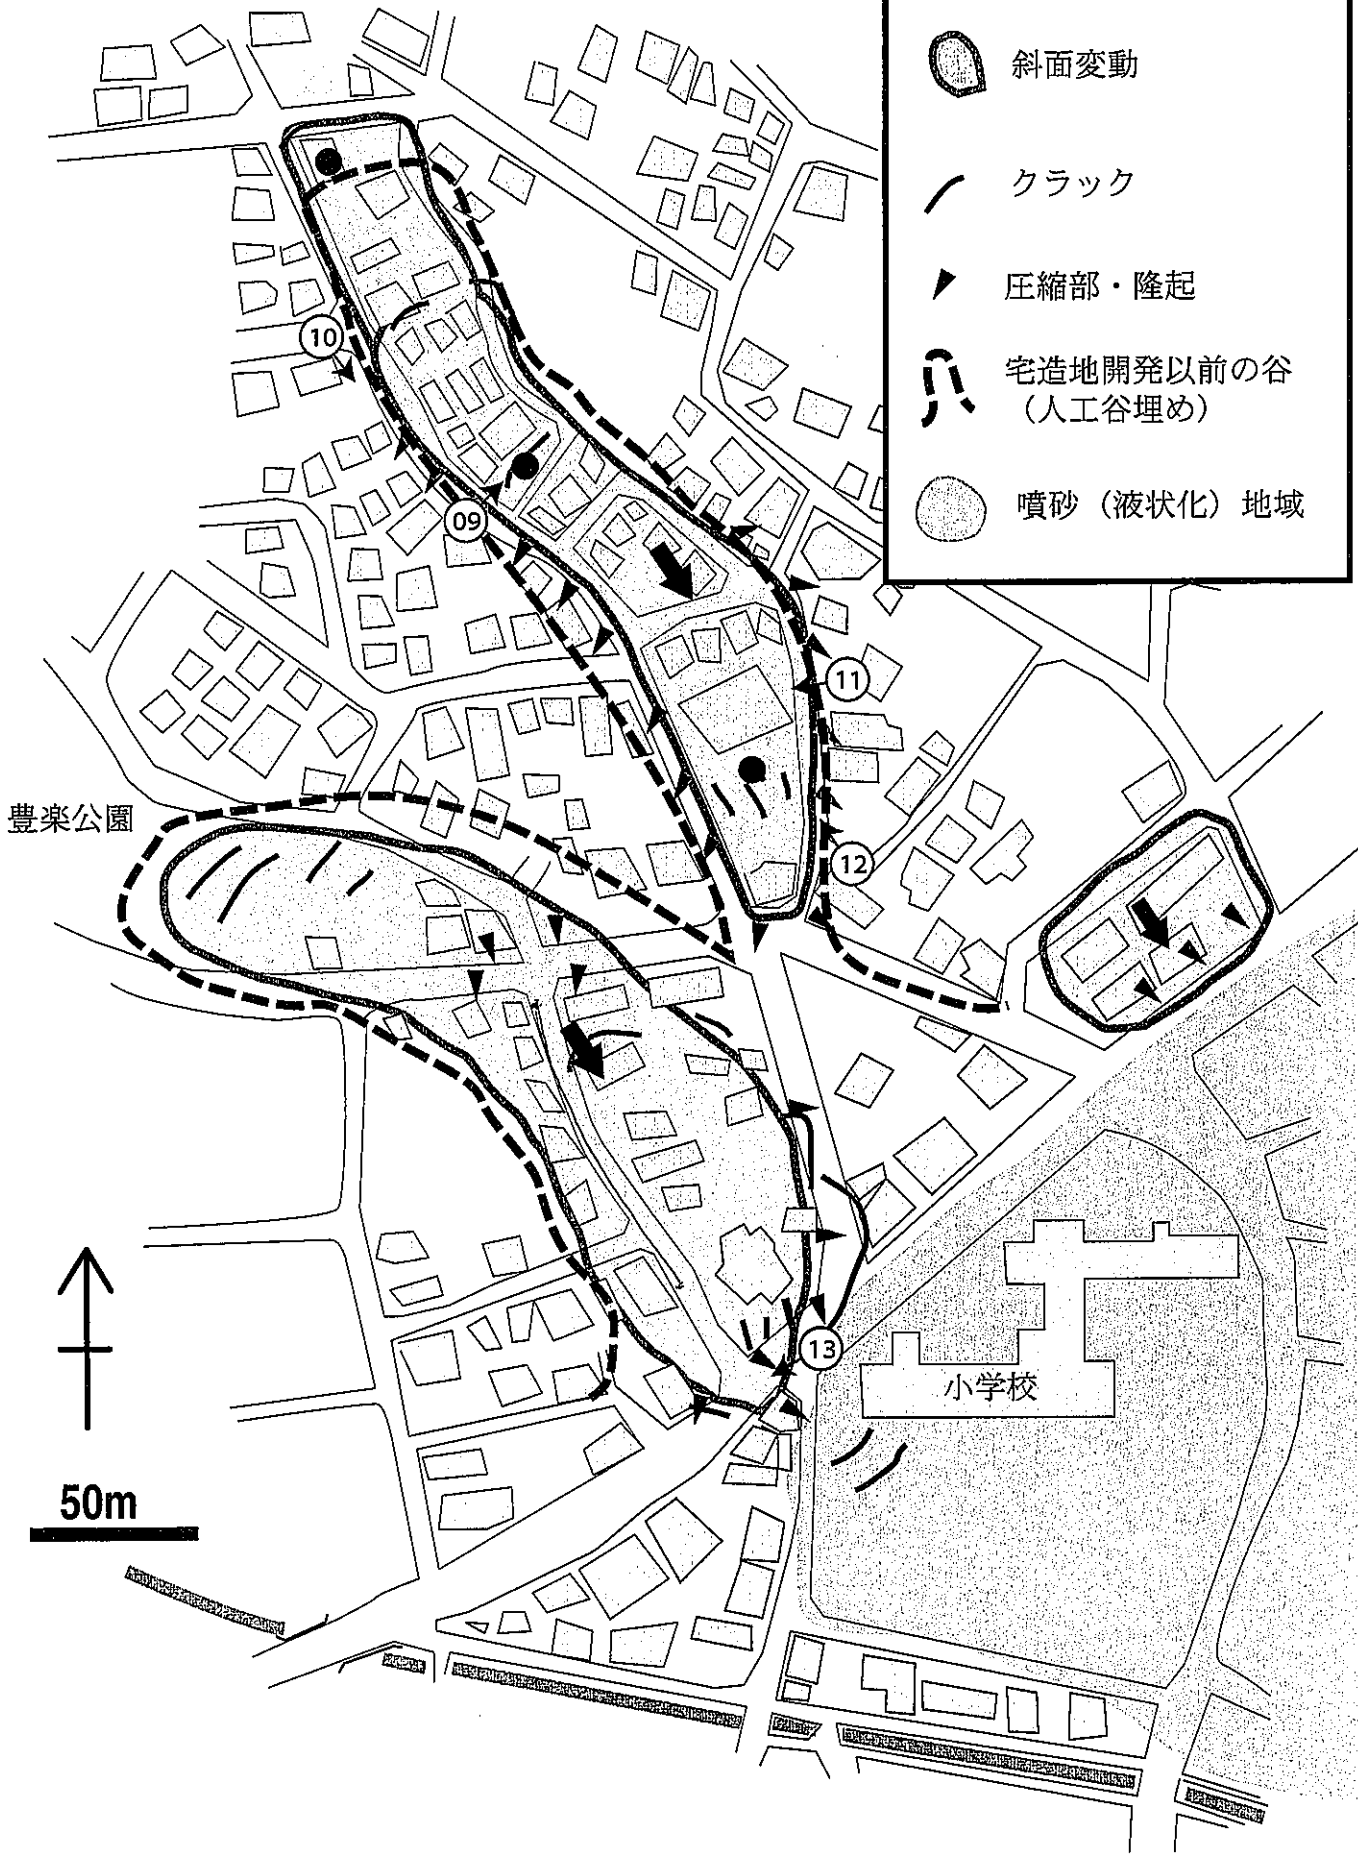 斜面変動
クラック
圧縮部・隆起
宅造地開発以前の谷
（人工谷埋め）
噴砂（液状化）地域
10
09
11
豊楽公園
12
13
小学校
50m